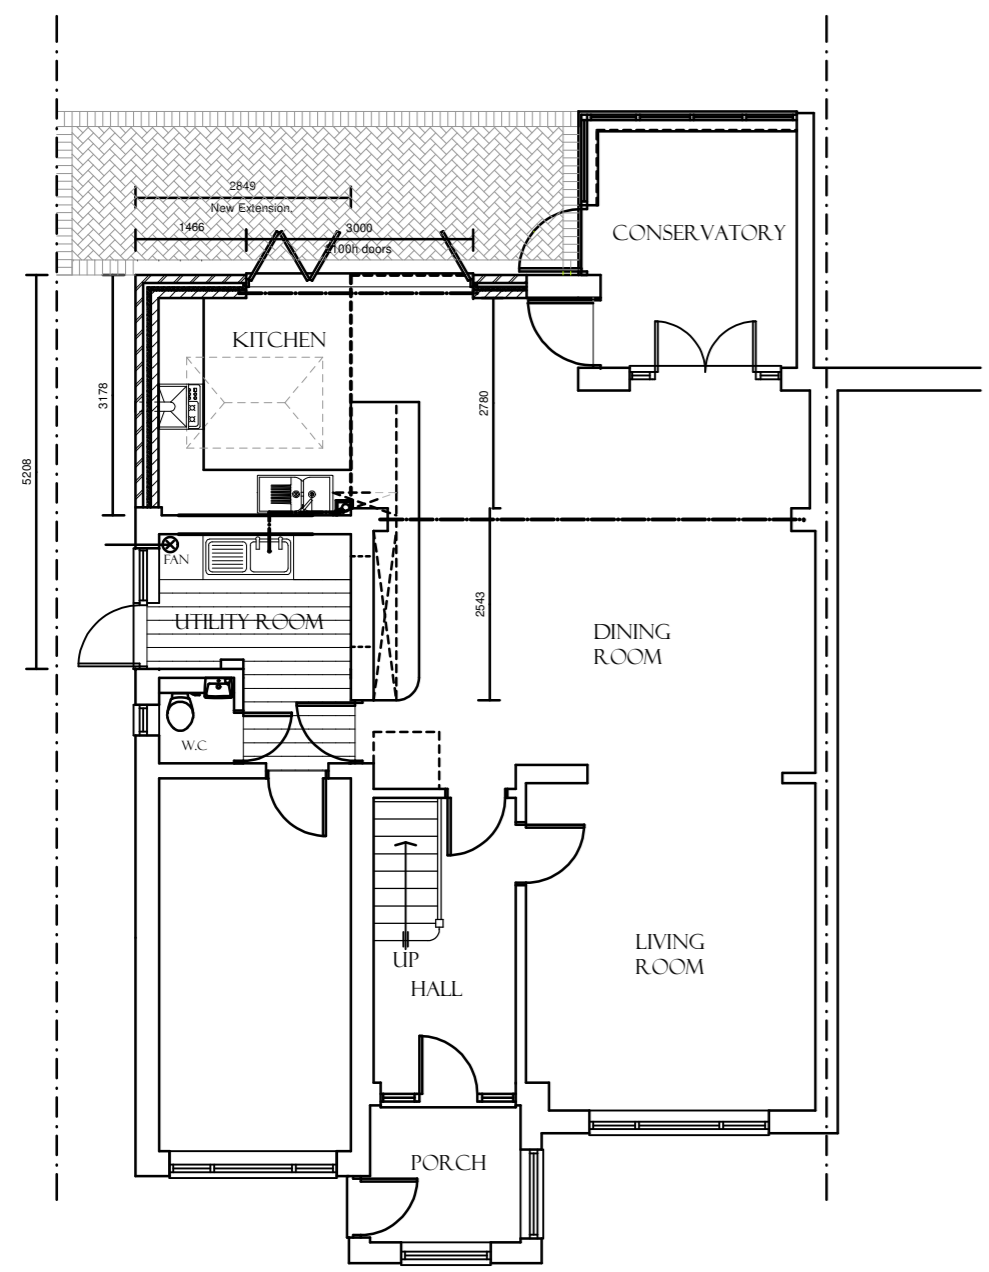 2849
New Extension.
1466
3000
2100h doors
CONSERVATORY
KITCHEN
3178
2780
5208
FAN
UTILITY ROOM
2543
DINING
ROOM
W.C
LIVING
ROOM
UP
HALL
PORCH